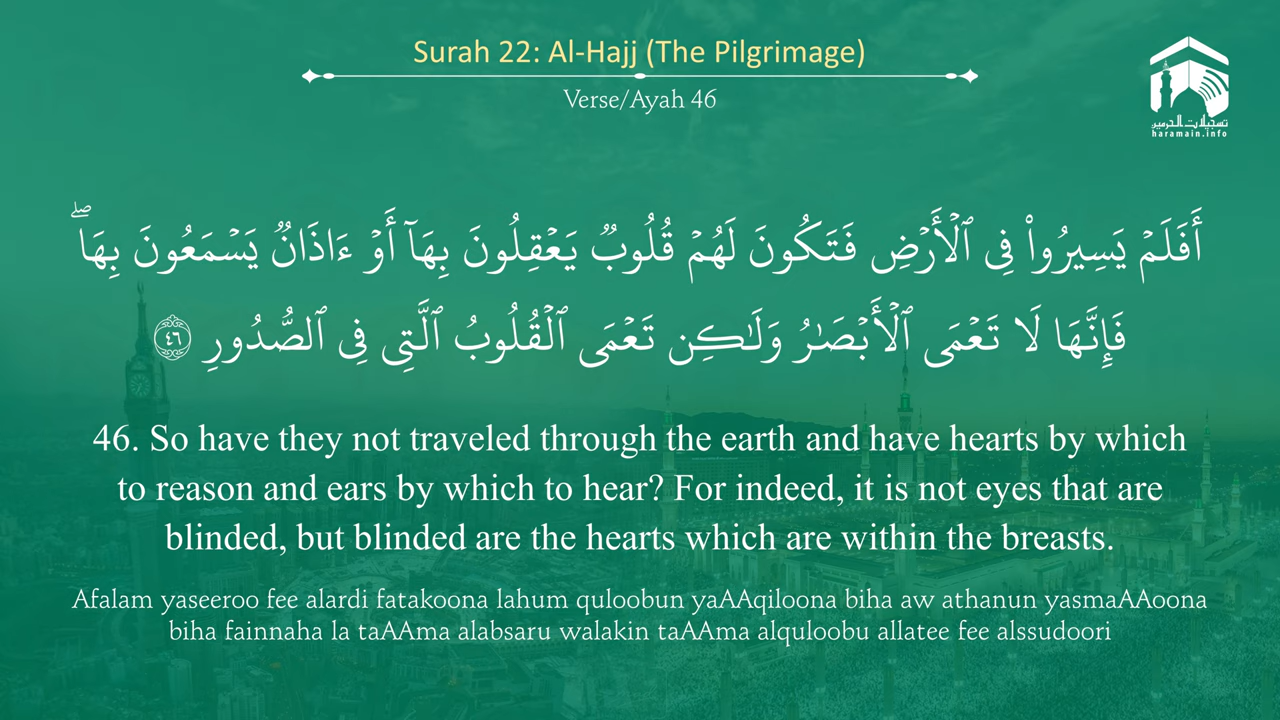 Surah 22: Al-Hajj (The Pilgrimage)
Verse/Ayah 46
تسجيلات الحرمين
haramain.info
أَفَلَمْ يَسِيرُوا۟ فِى ٱلْأَرْضِ فَتَكُونَ لَهُمْ قُلُوبٌ يَعْقِلُونَ بِهَآ أَوْ ءَاذَانٌ يَسْمَعُونَ بِهَا ۖ
فَإِنَّهَا لَا تَعْمَى ٱلْأَبْصَـٰرُ وَلَـٰكِن تَعْمَى ٱلْقُلُوبُ ٱلَّتِى فِى ٱلصُّدُورِ ٤٦
46. So have they not traveled through the earth and have hearts by which
to reason and ears by which to hear? For indeed, it is not eyes that are
blinded, but blinded are the hearts which are within the breasts.
Afalam yaseeroo fee alardi fatakoona lahum quloobun yaAAqiloona biha aw athanun yasmaAAoona
biha fainnaha la taAAma alabsaru walakin taAAma alquloobu allatee fee alssudoori